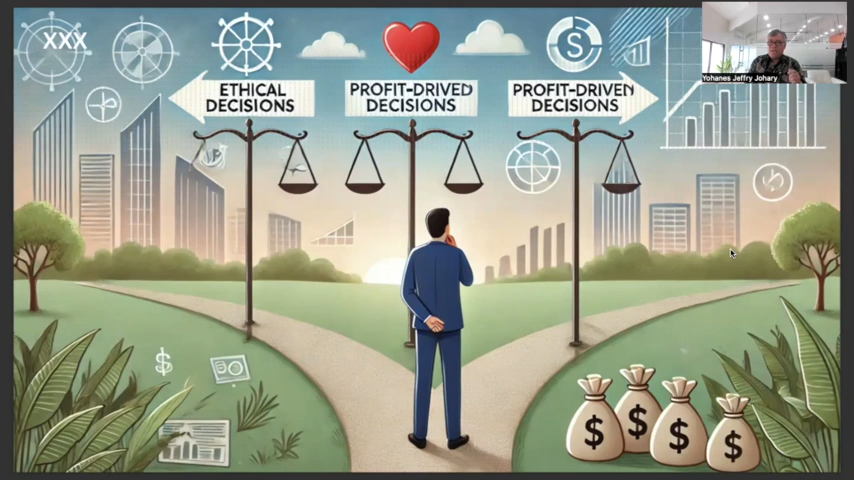 XXX
ETHICAL
DECISIONS
PROFIT-DRIVED
DECISIONS
PROFIT-DRIVEN
DECISIONS
S
Yohanes Jeffry Johary
$
$
$
$
$